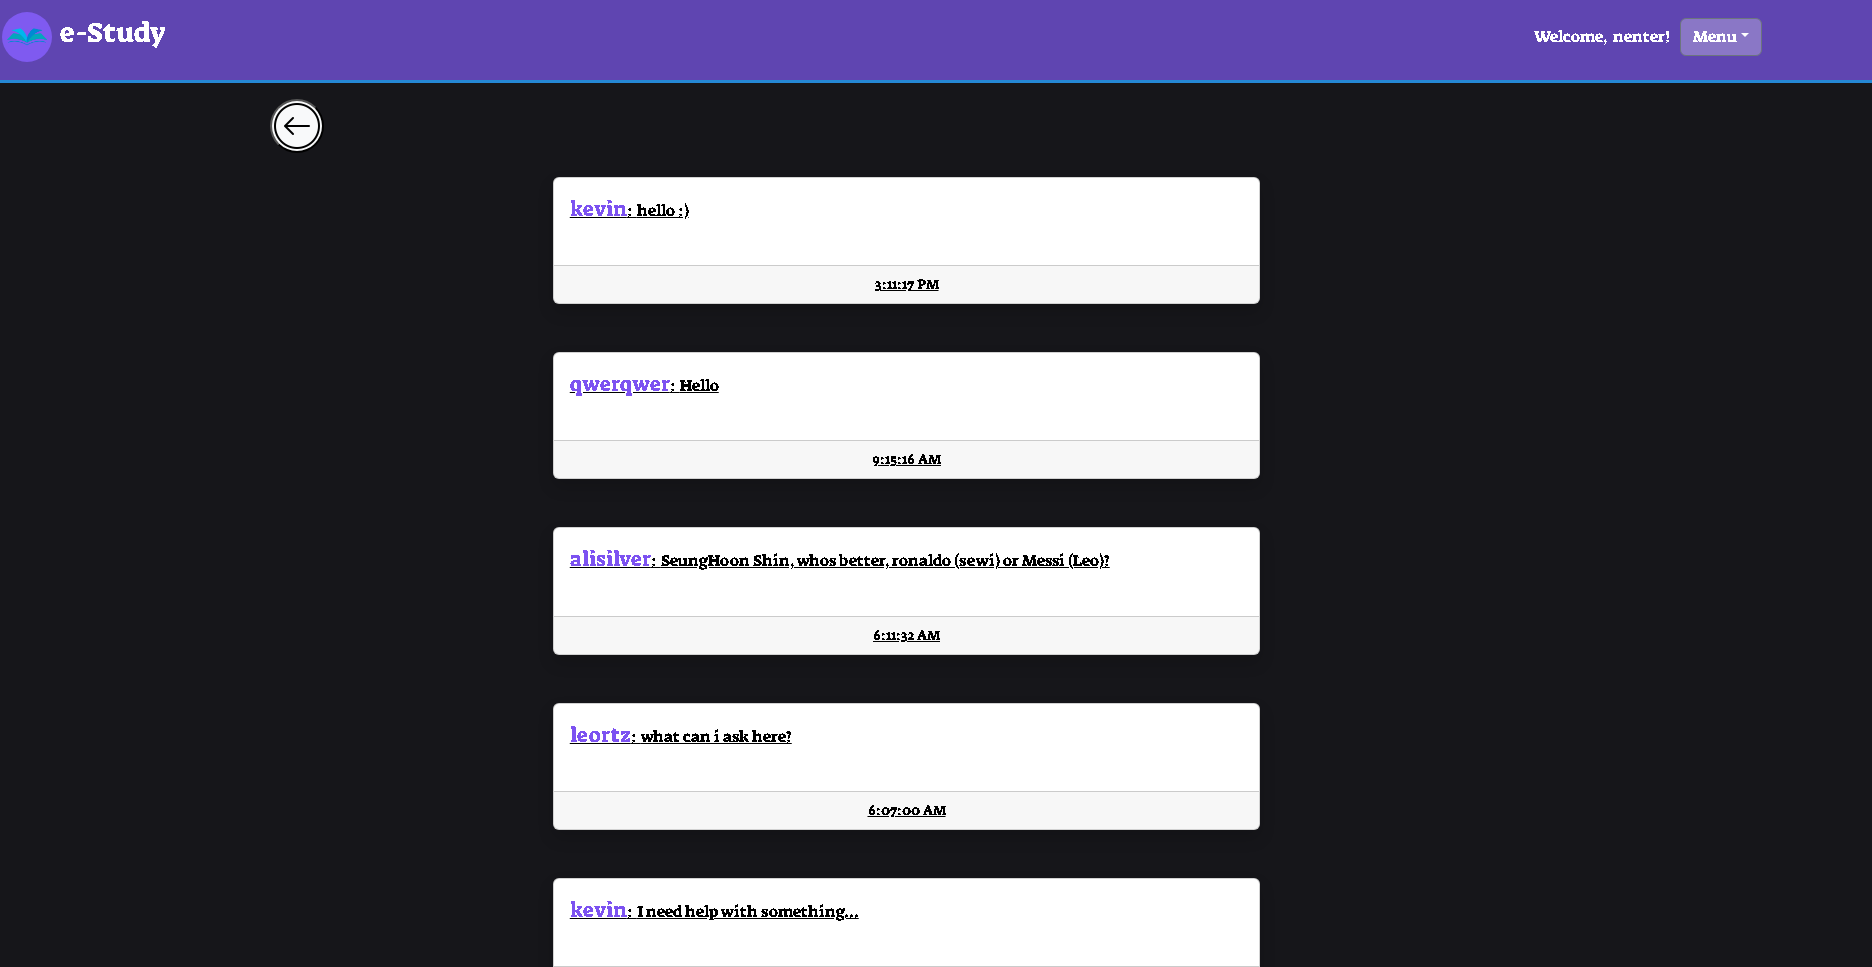 e-Study
Welcome, nenter!
Menu
kevin: hello :)
3:11:17 PM
qwerqwer: Hello
9:15:16 AM
alisilver: SeungHoon Shin, whos better, ronaldo (sewi) or Messi (Leo)?
6:11:32 AM
leortz: what can i ask here?
6:07:00 AM
kevin: I need help with something...